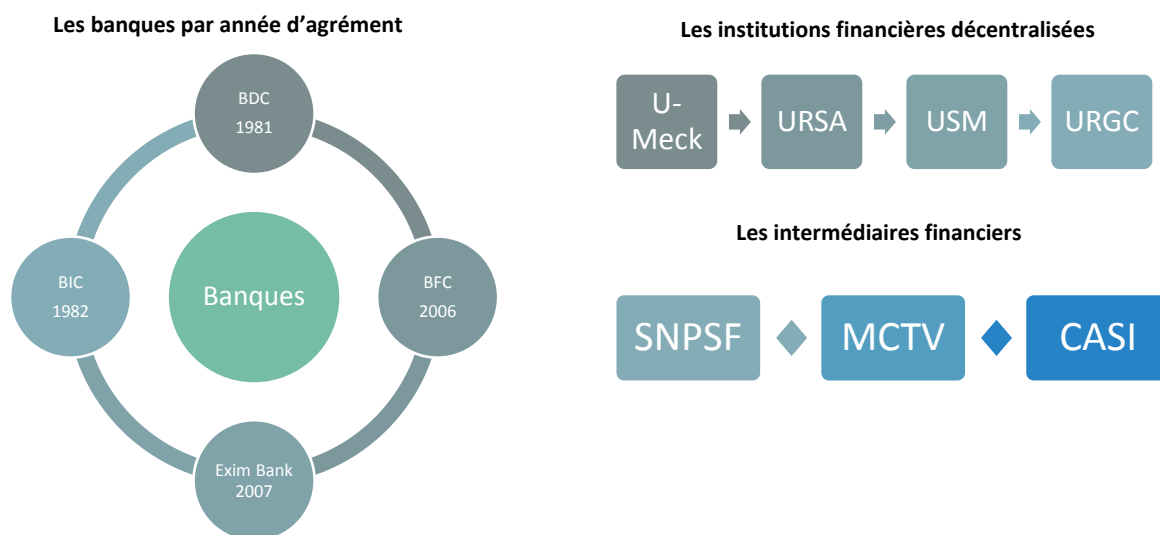 Les banques par année d’agrément
BDC
1981
BIC
1982
Banques
BFC
2006
Exim Bank
2007
Les institutions financières décentralisées
U-
Meck
URSA
USM
URGC
Les intermédiaires financiers
SNPSF
MCTV
CASI